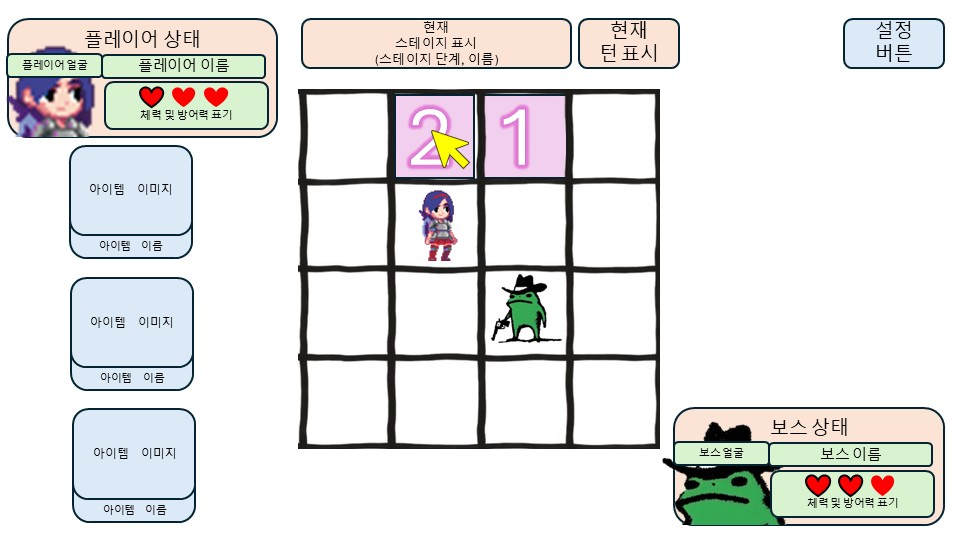 플레이어 상태
플레이어 얼굴
플레이어 이름
체력 및 방어력 표기
현재
스테이지 표시
(스테이지 단계, 이름)
현재
턴 표시
설정
버튼
2 1
아이템 이미지
아이템 이름
아이템 이미지
아이템 이름
아이템 이미지
아이템 이름
보스 상태
보스 얼굴
보스 이름
체력 및 방어력 표기